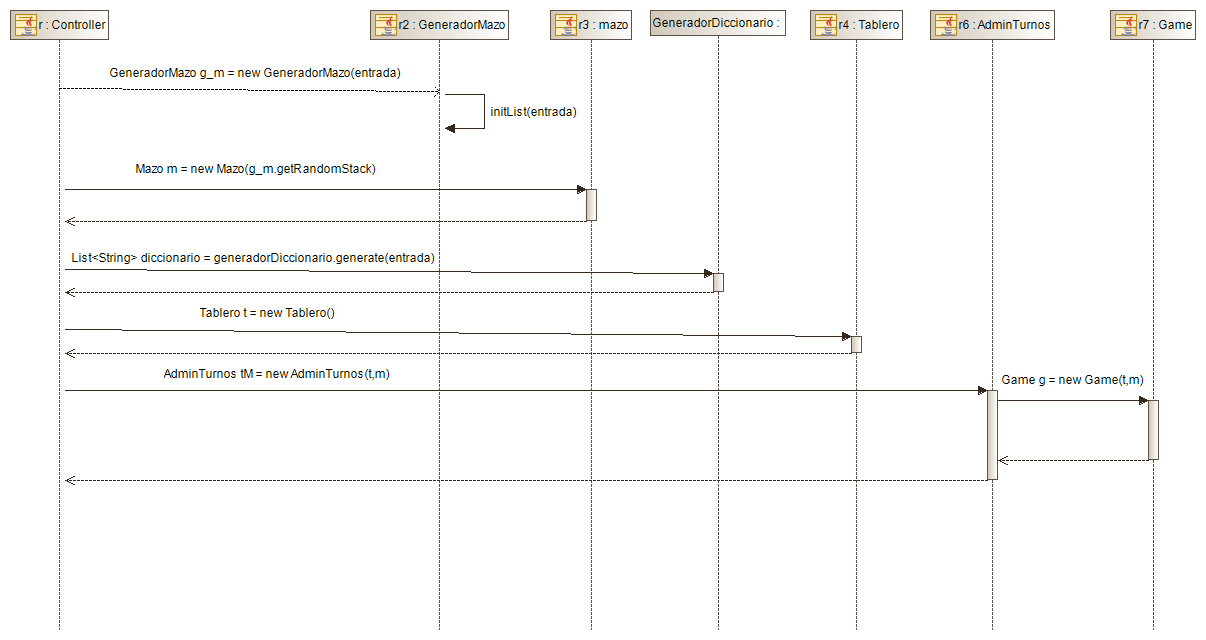 r : Controller
r2 : GeneradorMazo
r3 : mazo
GeneradorDiccionario :
r4 : Tablero
r6 : AdminTurnos
r7 : Game
GeneradorMazo g_m = new GeneradorMazo(entrada)
initList(entrada)
Mazo m = new Mazo(g_m.getRandomStack)
List<String> diccionario = generadorDiccionario.generate(entrada)
Tablero t = new Tablero()
AdminTurnos tM = new AdminTurnos(t,m)
Game g = new Game(t,m)